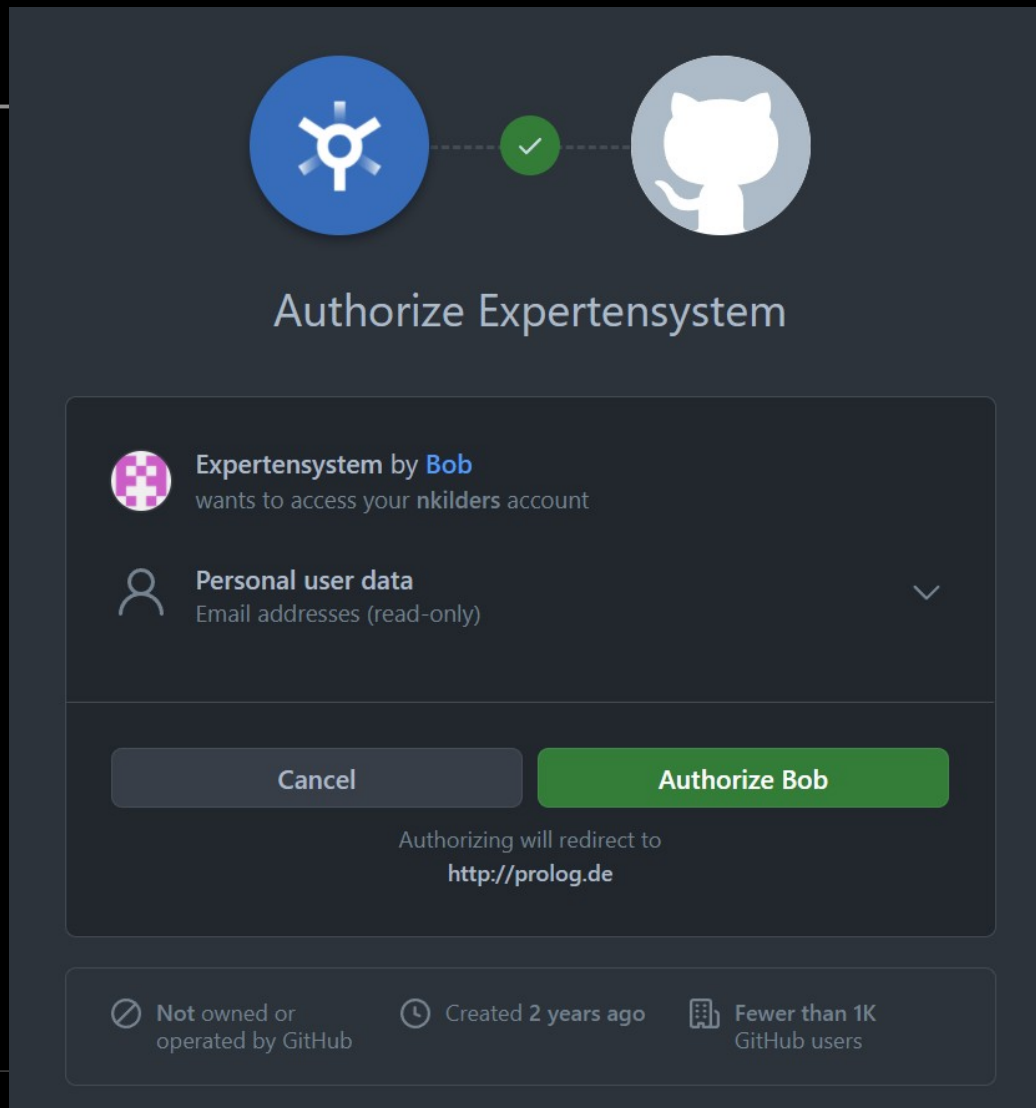 Authorize Expertensystem
Expertensystem by Bob
wants to access your nkilders account
Personal user data
Email addresses (read-only)
Cancel
Authorize Bob
Authorizing will redirect to
http://prolog.de
Not owned or
operated by GitHub
Created 2 years ago
Fewer than 1K
GitHub users